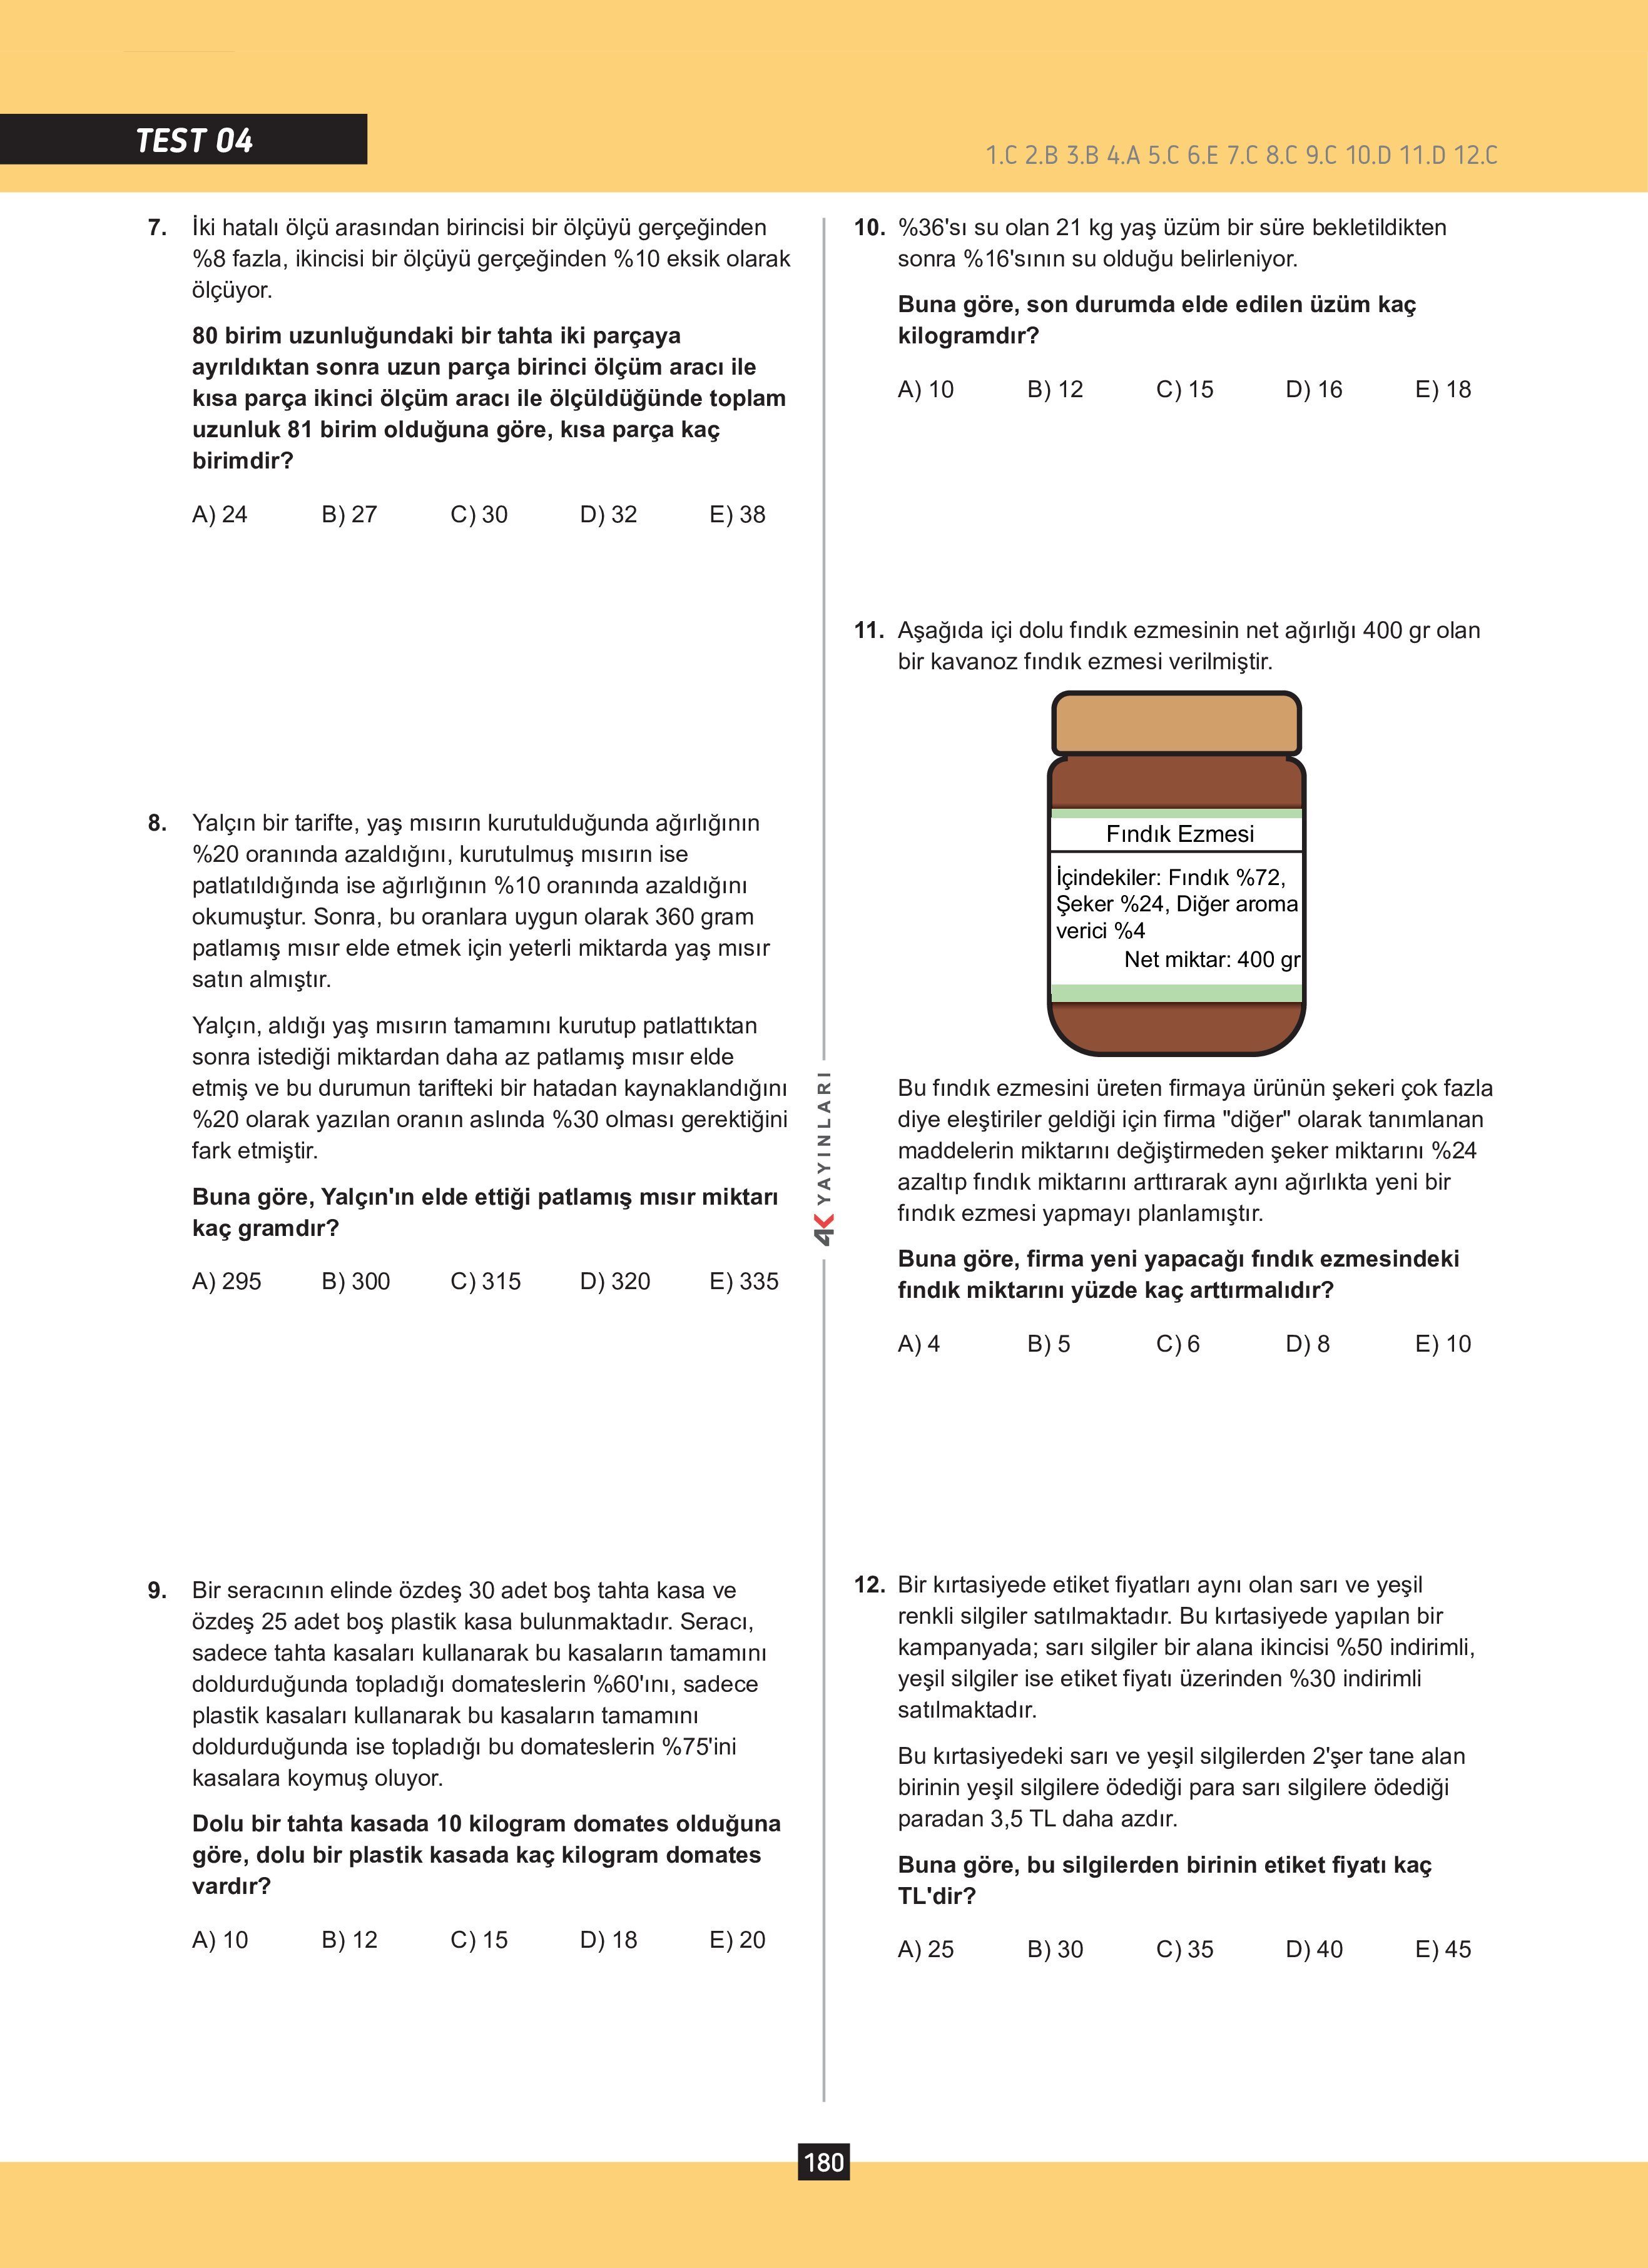 TEST 04
1.C 2.B 3.B 4.A 5.C 6.E 7.C 8.C 9.C 10.D 11.D 12.C
7. İki hatalı ölçü arasından birincisi bir ölçüyü gerçeğinden
%8 fazla, ikincisi bir ölçüyü gerçeğinden %10 eksik olarak
ölçüyor.
80 birim uzunluğundaki bir tahta iki parçaya
ayrıldıktan sonra uzun parça birinci ölçüm aracı ile
kısa parça ikinci ölçüm aracı ile ölçüldüğünde toplam
uzunluk 81 birim olduğuna göre, kısa parça kaç
birimdir?
A) 24 B) 27 C) 30 D) 32 E) 38
8. Yalçın bir tarifte, yaş mısırın kurutulduğunda ağırlığının
%20 oranında azaldığını, kurutulmuş mısırın ise
patlatıldığında ise ağırlığının %10 oranında azaldığını
okumuştur. Sonra, bu oranlara uygun olarak 360 gram
patlamış mısır elde etmek için yeterli miktarda yaş mısır
satın almıştır.
Yalçın, aldığı yaş mısırın tamamını kurutup patlattıktan
sonra istediği miktardan daha az patlamış mısır elde
etmiş ve bu durumun tarifteki bir hatadan kaynaklandığını
%20 olarak yazılan oranın aslında %30 olması gerektiğini
fark etmiştir.
Buna göre, Yalçın'ın elde ettiği patlamış mısır miktarı
kaç gramdır?
A) 295 B) 300 C) 315 D) 320 E) 335
9. Bir seracının elinde özdeş 30 adet boş tahta kasa ve
özdeş 25 adet boş plastik kasa bulunmaktadır. Seracı,
sadece tahta kasaları kullanarak bu kasaların tamamını
doldurduğunda topladığı domateslerin %60'ını, sadece
plastik kasaları kullanarak bu kasaların tamamını
doldurduğunda ise topladığı bu domateslerin %75'ini
kasalara koymuş oluyor.
Dolu bir tahta kasada 10 kilogram domates olduğuna
göre, dolu bir plastik kasada kaç kilogram domates
vardır?
A) 10 B) 12 C) 15 D) 18 E) 20
4K YAYINLARI
10. %36'sı su olan 21 kg yaş üzüm bir süre bekletildikten
sonra %16'sının su olduğu belirleniyor.
Buna göre, son durumda elde edilen üzüm kaç
kilogramdır?
A) 10 B) 12 C) 15 D) 16 E) 18
11. Aşağıda içi dolu fındık ezmesinin net ağırlığı 400 gr olan
bir kavanoz fındık ezmesi verilmiştir.
Fındık Ezmesi
İçindekiler: Fındık %72,
Şeker %24, Diğer aroma
verici %4
Net miktar: 400 gr
Bu fındık ezmesini üreten firmaya ürünün şekeri çok fazla
diye eleştiriler geldiği için firma "diğer" olarak tanımlanan
maddelerin miktarını değiştirmeden şeker miktarını %24
azaltıp fındık miktarını arttırarak aynı ağırlıkta yeni bir
fındık ezmesi yapmayı planlamıştır.
Buna göre, firma yeni yapacağı fındık ezmesindeki
fındık miktarını yüzde kaç arttırmalıdır?
A) 4 B) 5 C) 6 D) 8 E) 10
12. Bir kırtasiyede etiket fiyatları aynı olan sarı ve yeşil
renkli silgiler satılmaktadır. Bu kırtasiyede yapılan bir
kampanyada; sarı silgiler bir alana ikincisi %50 indirimli,
yeşil silgiler ise etiket fiyatı üzerinden %30 indirimli
satılmaktadır.
Bu kırtasiyedeki sarı ve yeşil silgilerden 2'şer tane alan
birinin yeşil silgilere ödediği para sarı silgilere ödediği
paradan 3,5 TL daha azdır.
Buna göre, bu silgilerden birinin etiket fiyatı kaç
TL'dir?
A) 25 B) 30 C) 35 D) 40 E) 45
180